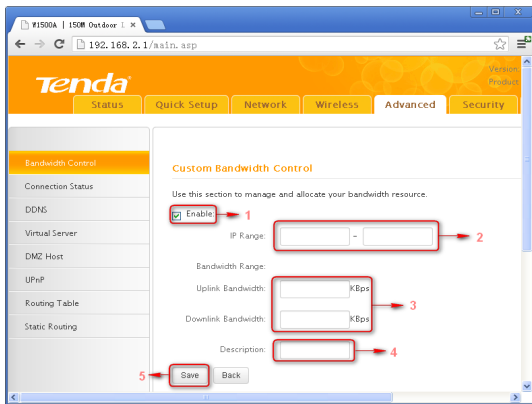 W1500A | 150M Outdoor L
192.168.2.1/main.asp
Tenda
Version
Product
Status Quick Setup Network Wireless Advanced Security
Bandwidth Control
Connection Status
DDNS
Virtual Server
DMZ Host
UPnP
Routing Table
Static Routing
Custom Bandwidth Control
Use this section to manage and allocate your bandwidth resource.
Enable: 1
IP Range: - 2
Bandwidth Range:
Uplink Bandwidth: KBps
3
Downlink Bandwidth: KBps
Description: 4
5 Save Back